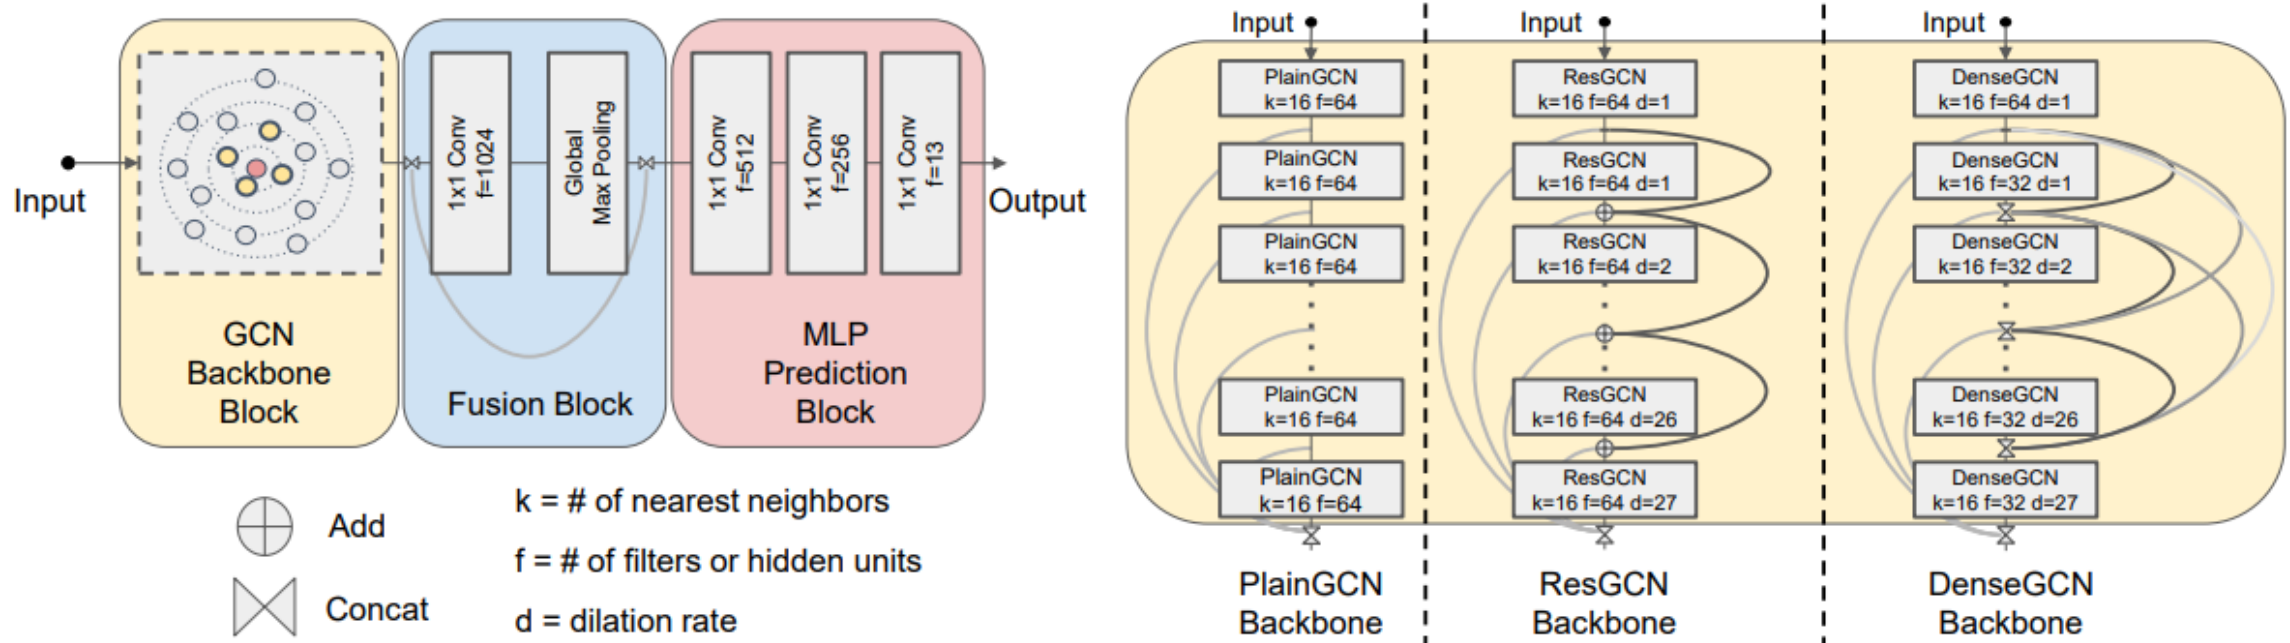 Input
1x1 Conv
f=1024
Global
Max Pooling
1x1 Conv
f=512
1x1 Conv
f=256
1x1 Conv
f=13
Output
GCN
Backbone
Block
Fusion Block
MLP
Prediction
Block
Add
Concat
k = # of nearest neighbors
f = # of filters or hidden units
d = dilation rate
Input
PlainGCN
k=16 f=64
PlainGCN
k=16 f=64
PlainGCN
k=16 f=64
PlainGCN
k=16 f=64
PlainGCN
k=16 f=64
PlainGCN
Backbone
Input
ResGCN
k=16 f=64 d=1
ResGCN
k=16 f=64 d=1
ResGCN
k=16 f=64 d=2
ResGCN
k=16 f=64 d=26
ResGCN
k=16 f=64 d=27
ResGCN
Backbone
Input
DenseGCN
k=16 f=64 d=1
DenseGCN
k=16 f=32 d=1
DenseGCN
k=16 f=32 d=2
DenseGCN
k=16 f=32 d=26
DenseGCN
k=16 f=32 d=27
DenseGCN
Backbone